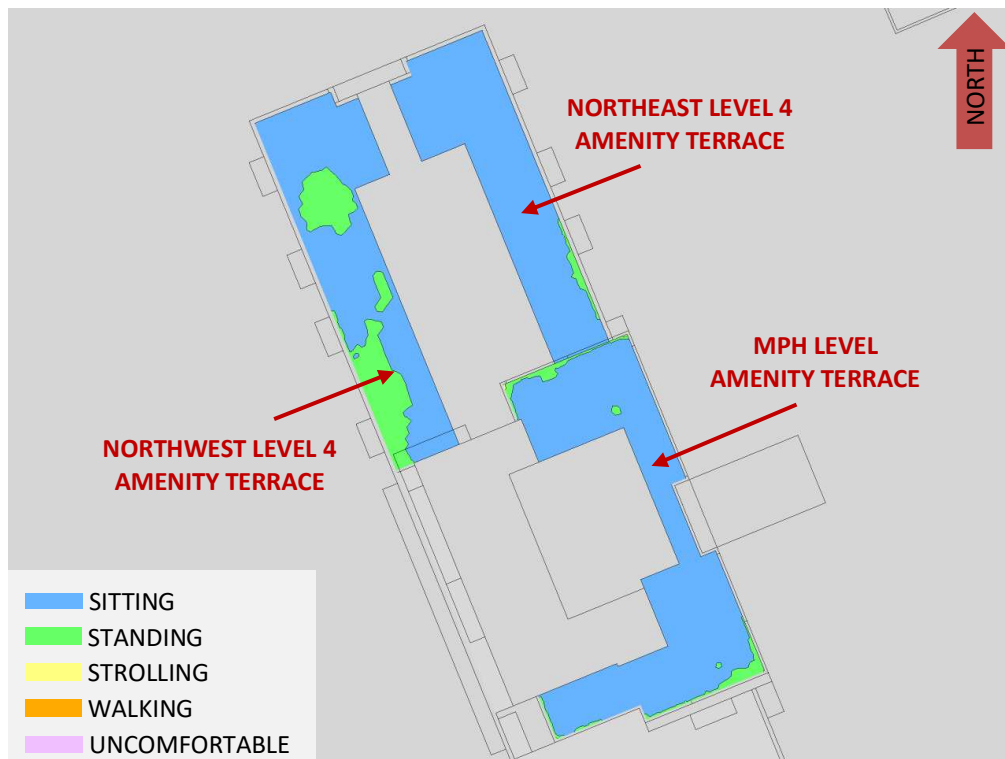 NORTH
NORTHEAST LEVEL 4
AMENITY TERRACE
MPH LEVEL
AMENITY TERRACE
NORTHWEST LEVEL 4
AMENITY TERRACE
SITTING
STANDING
STROLLING
WALKING
UNCOMFORTABLE